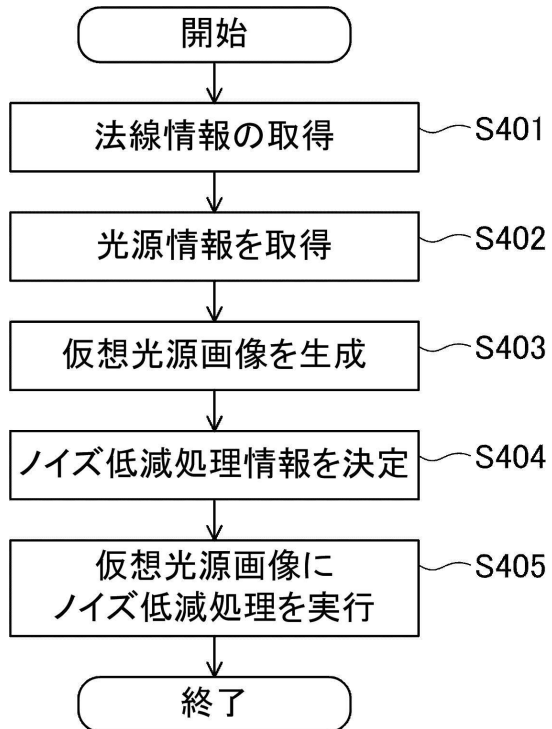 開始
法線情報の取得
S401
光源情報を取得
S402
仮想光源画像を生成
S403
ノイズ低減処理情報を決定
S404
仮想光源画像に
ノイズ低減処理を実行
S405
終了